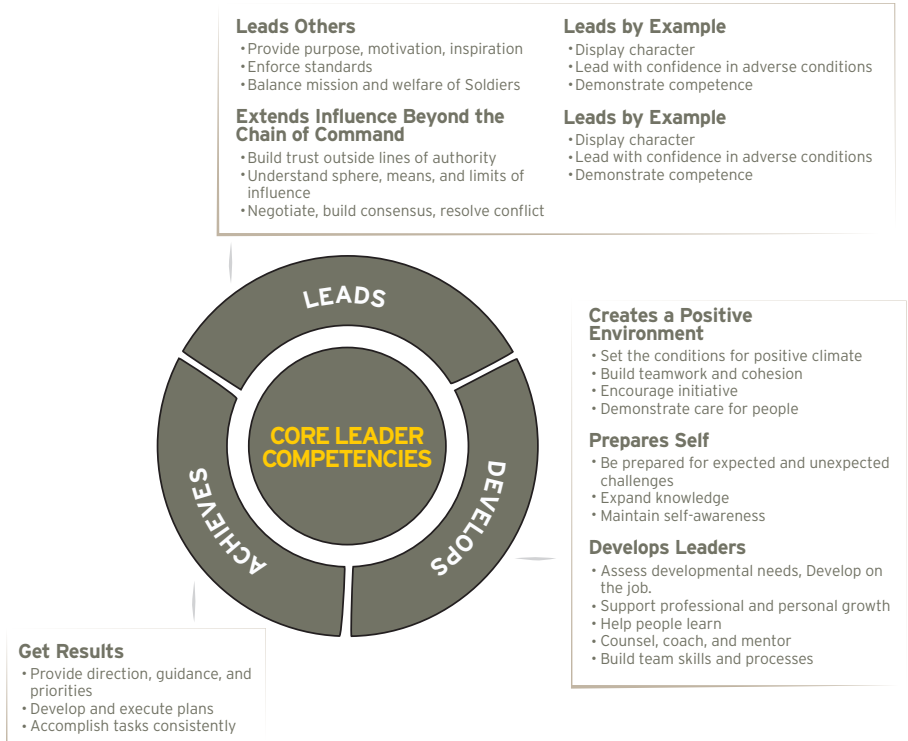 Leads Others
• Provide purpose, motivation, inspiration
• Enforce standards
• Balance mission and welfare of Soldiers
Extends Influence Beyond the
Chain of Command
• Build trust outside lines of authority
• Understand sphere, means, and limits of
influence
• Negotiate, build consensus, resolve conflict
Leads by Example
• Display character
• Lead with confidence in adverse conditions
• Demonstrate competence
Leads by Example
• Display character
• Lead with confidence in adverse conditions
• Demonstrate competence
LEADS
CORE LEADER
COMPETENCIES
ACHIEVES
DEVELOPS
Creates a Positive
Environment
• Set the conditions for positive climate
• Build teamwork and cohesion
• Encourage initiative
• Demonstrate care for people
Prepares Self
• Be prepared for expected and unexpected
challenges
• Expand knowledge
• Maintain self-awareness
Develops Leaders
• Assess developmental needs, Develop on
the job.
• Support professional and personal growth
• Help people learn
• Counsel, coach, and mentor
• Build team skills and processes
Get Results
• Provide direction, guidance, and
priorities
• Develop and execute plans
• Accomplish tasks consistently